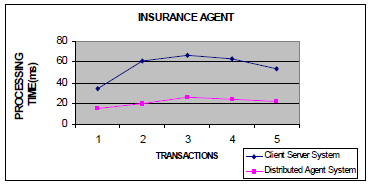 INSURANCE AGENT
PROCESSING
TIME(ms)
80
60
40
20
0
1 2 3 4 5
TRANSACTIONS
Client Server System
Distributed Agent System